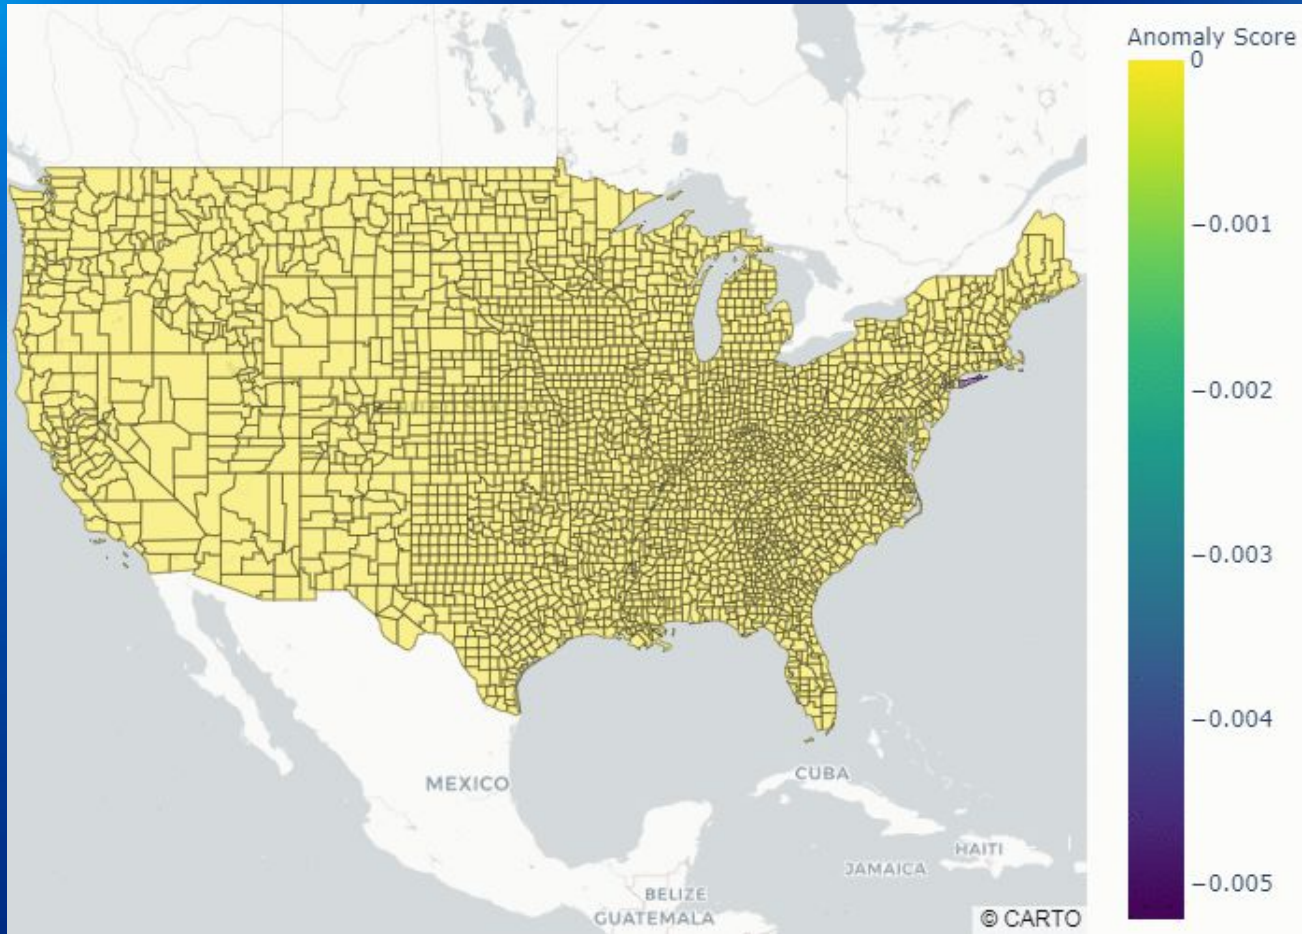 Anomaly Score
0
−0.001
−0.002
−0.003
−0.004
−0.005
MEXICO
CUBA
HAITI
JAMAICA
BELIZE
GUATEMALA
© CARTO